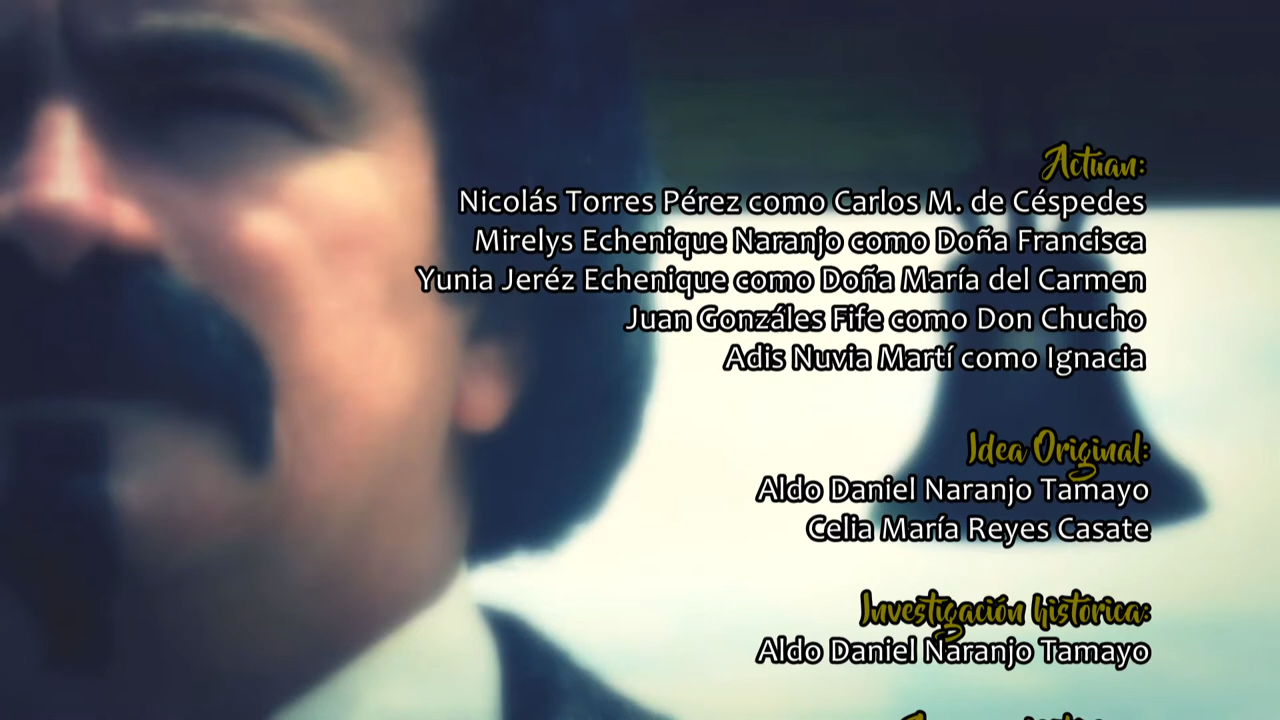 Actuan:
Nicolás Torres Pérez como Carlos M. de Céspedes
Mirelys Echenique Naranjo como Doña Francisca
Yunia Jeréz Echenique como Doña María del Carmen
Juan Gonzáles Fife como Don Chucho
Adis Nuvia Martí como Ignacia
Idea Original:
Aldo Daniel Naranjo Tamayo
Celia María Reyes Casate
Investigación histórica:
Aldo Daniel Naranjo Tamayo